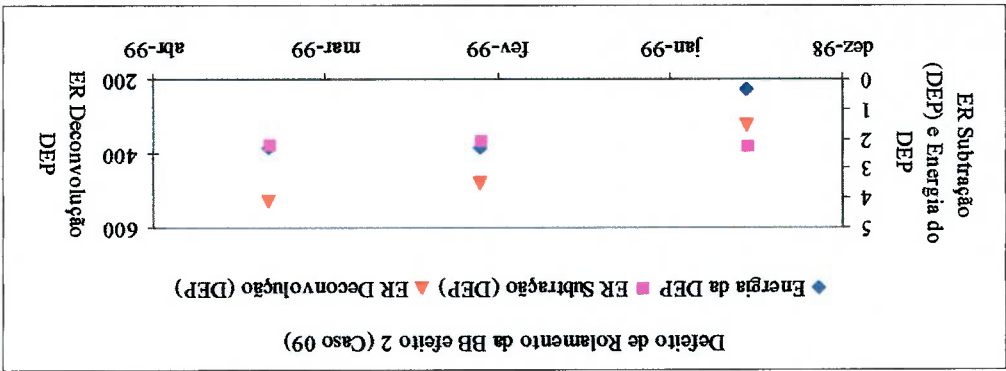 Defeito de Rolamento da BB efeito 2 (Caso 09)
Energia da DEP ER Subtração (DEP) ER Deconvolução (DEP)
ER Subtração
(DEP) e Energia do
DEP
5
4
3
2
1
0
600
400
200
ER Deconvolução
DEP
dez-98 jan-99 fev-99 mar-99 abr-99